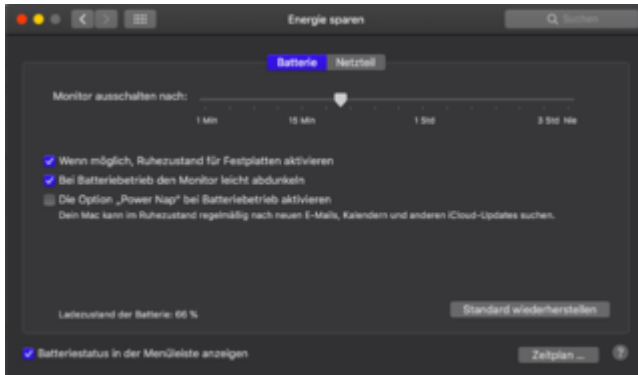 Energie sparen
Suchen
Batterie Netzteil
Monitor ausschalten nach:
1 Min 15 Min 1 Std 3 Std Nie
Wenn möglich, Ruhezustand für Festplatten aktivieren
Bei Batteriebetrieb den Monitor leicht abdunkeln
Die Option „Power Nap“ bei Batteriebetrieb aktivieren
Dein Mac kann im Ruhezustand regelmäßig nach neuen E-Mails, Kalendern und anderen iCloud-Updates suchen.
Ladezustand der Batterie: 66 %
Standard wiederherstellen
Batteriestatus in der Menüleiste anzeigen
Zeitplan ...
?